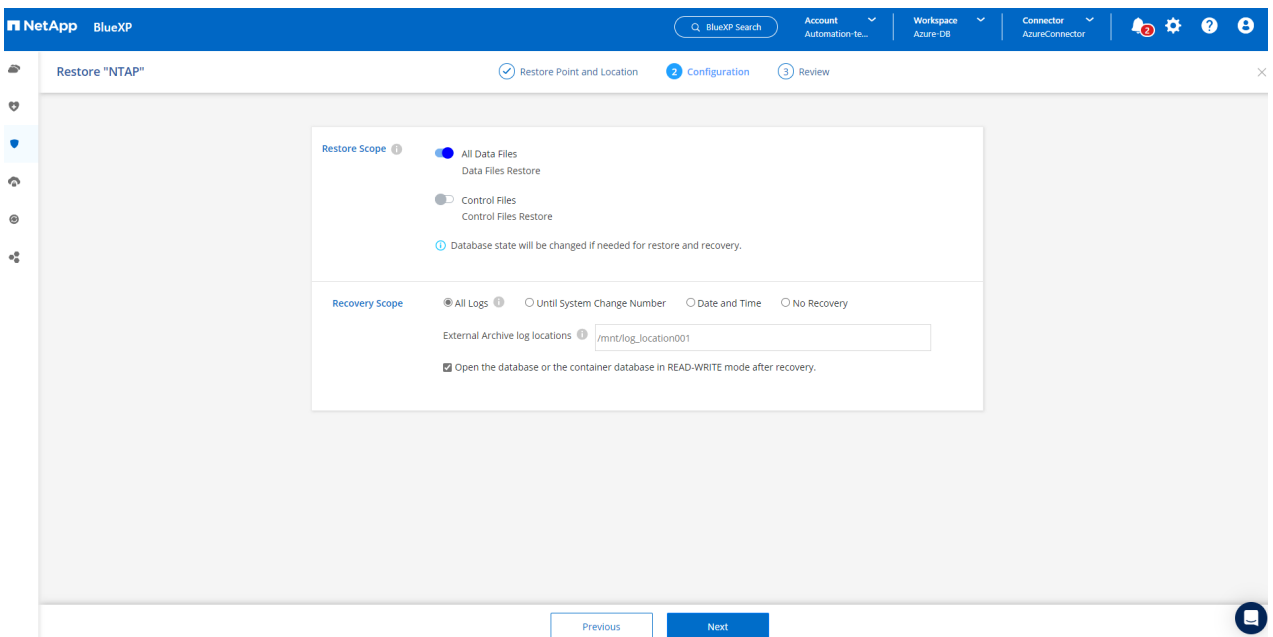 NetApp BlueXP
BlueXP Search
Account
Automation-te...
Workspace
Azure-DB
Connector
AzureConnector
2
Restore "NTAP"
Restore Point and Location
2 Configuration
3 Review
Restore Scope
All Data Files
Data Files Restore
Control Files
Control Files Restore
Database state will be changed if needed for restore and recovery.
Recovery Scope
All Logs
Until System Change Number
Date and Time
No Recovery
External Archive log locations
/mnt/log_location001
Open the database or the container database in READ-WRITE mode after recovery.
Previous
Next